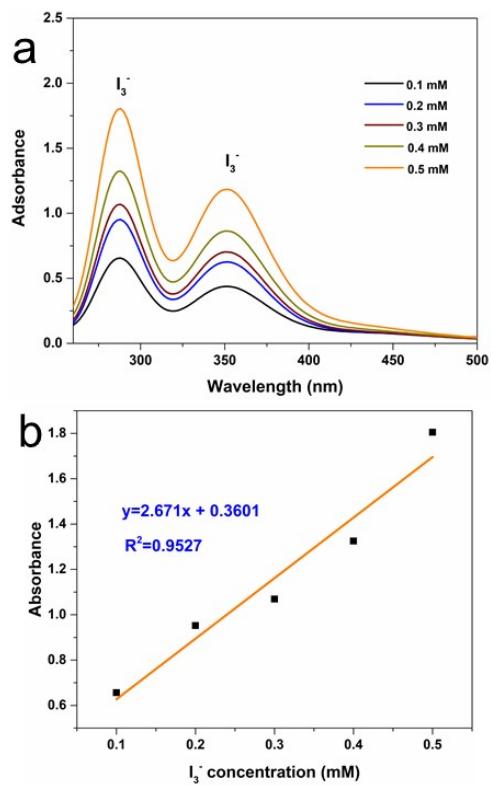 a
I₃⁻
I₃⁻
0.1 mM
0.2 mM
0.3 mM
0.4 mM
0.5 mM
2.5
2.0
1.5
1.0
0.5
0.0
Adsorbance
300 350 400 450 500
Wavelength (nm)
b
y=2.671x + 0.3601
R²=0.9527
1.8
1.6
1.4
1.2
1.0
0.8
0.6
Absorbance
0.1 0.2 0.3 0.4 0.5
I₃⁻ concentration (mM)